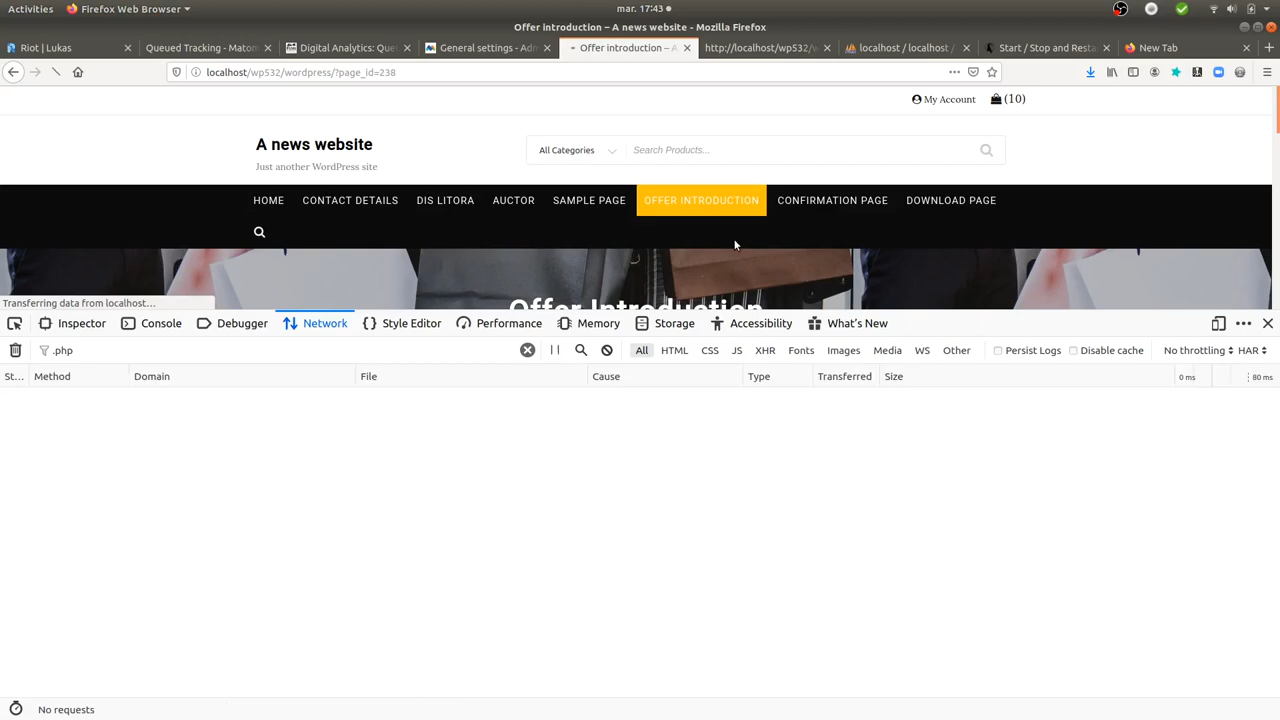 Activities
Firefox Web Browser
mar. 17:43
Offer introduction – A news website - Mozilla Firefox
Riot | Lukas
Queued Tracking - Matom
Digital Analytics: Que
General settings - Adm
Offer introduction – A
http://localhost/wp532/w
localhost / localhost /
Start / Stop and Resta
New Tab
localhost/wp532/wordpress/?page_id=238
My Account
(10)
A news website
Just another WordPress site
All Categories
Search Products...
HOME
CONTACT DETAILS
DIS LITORA
AUCTOR
SAMPLE PAGE
OFFER INTRODUCTION
CONFIRMATION PAGE
DOWNLOAD PAGE
Offer Introduction
Transferring data from localhost…
Inspector
Console
Debugger
Network
Style Editor
Performance
Memory
Storage
Accessibility
What's New
.php
All
HTML
CSS
JS
XHR
Fonts
Images
Media
WS
Other
Persist Logs
Disable cache
No throttling
HAR
St...
Method
Domain
File
Cause
Type
Transferred
Size
0 ms
80 ms
No requests